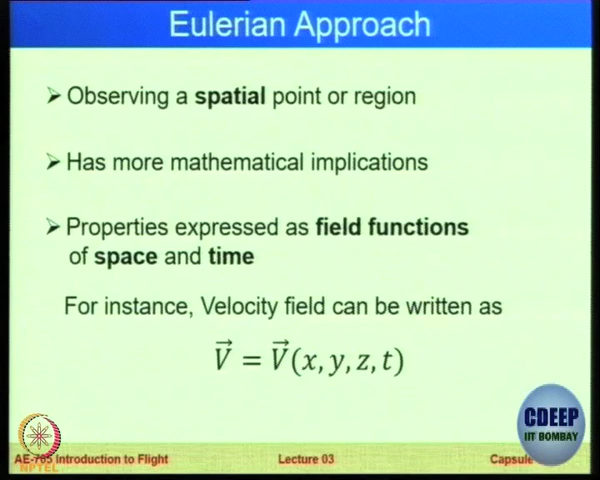 Eulerian Approach
➢ Observing a spatial point or region
➢ Has more mathematical implications
➢ Properties expressed as field functions
of space and time
For instance, Velocity field can be written as
V⃗ = V⃗(x, y, z, t)
CDEEP
IIT BOMBAY
AE-705 Introduction to Flight
Lecture 03
Capsule
NPTEL